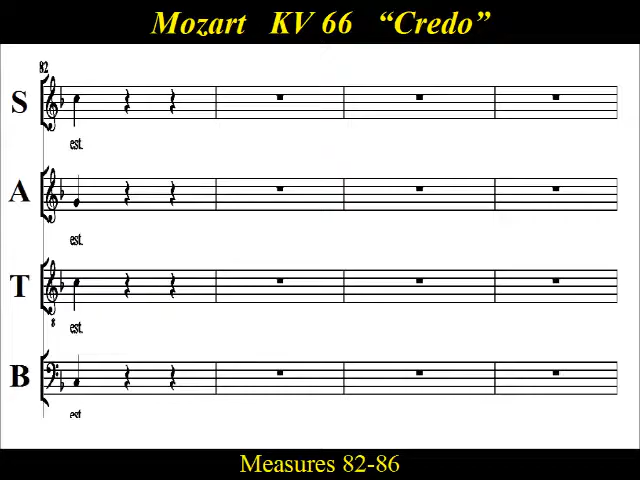 Mozart KV 66 “Credo”
82
S
est.
A
est.
T
8
est.
B
est
Measures 82-86